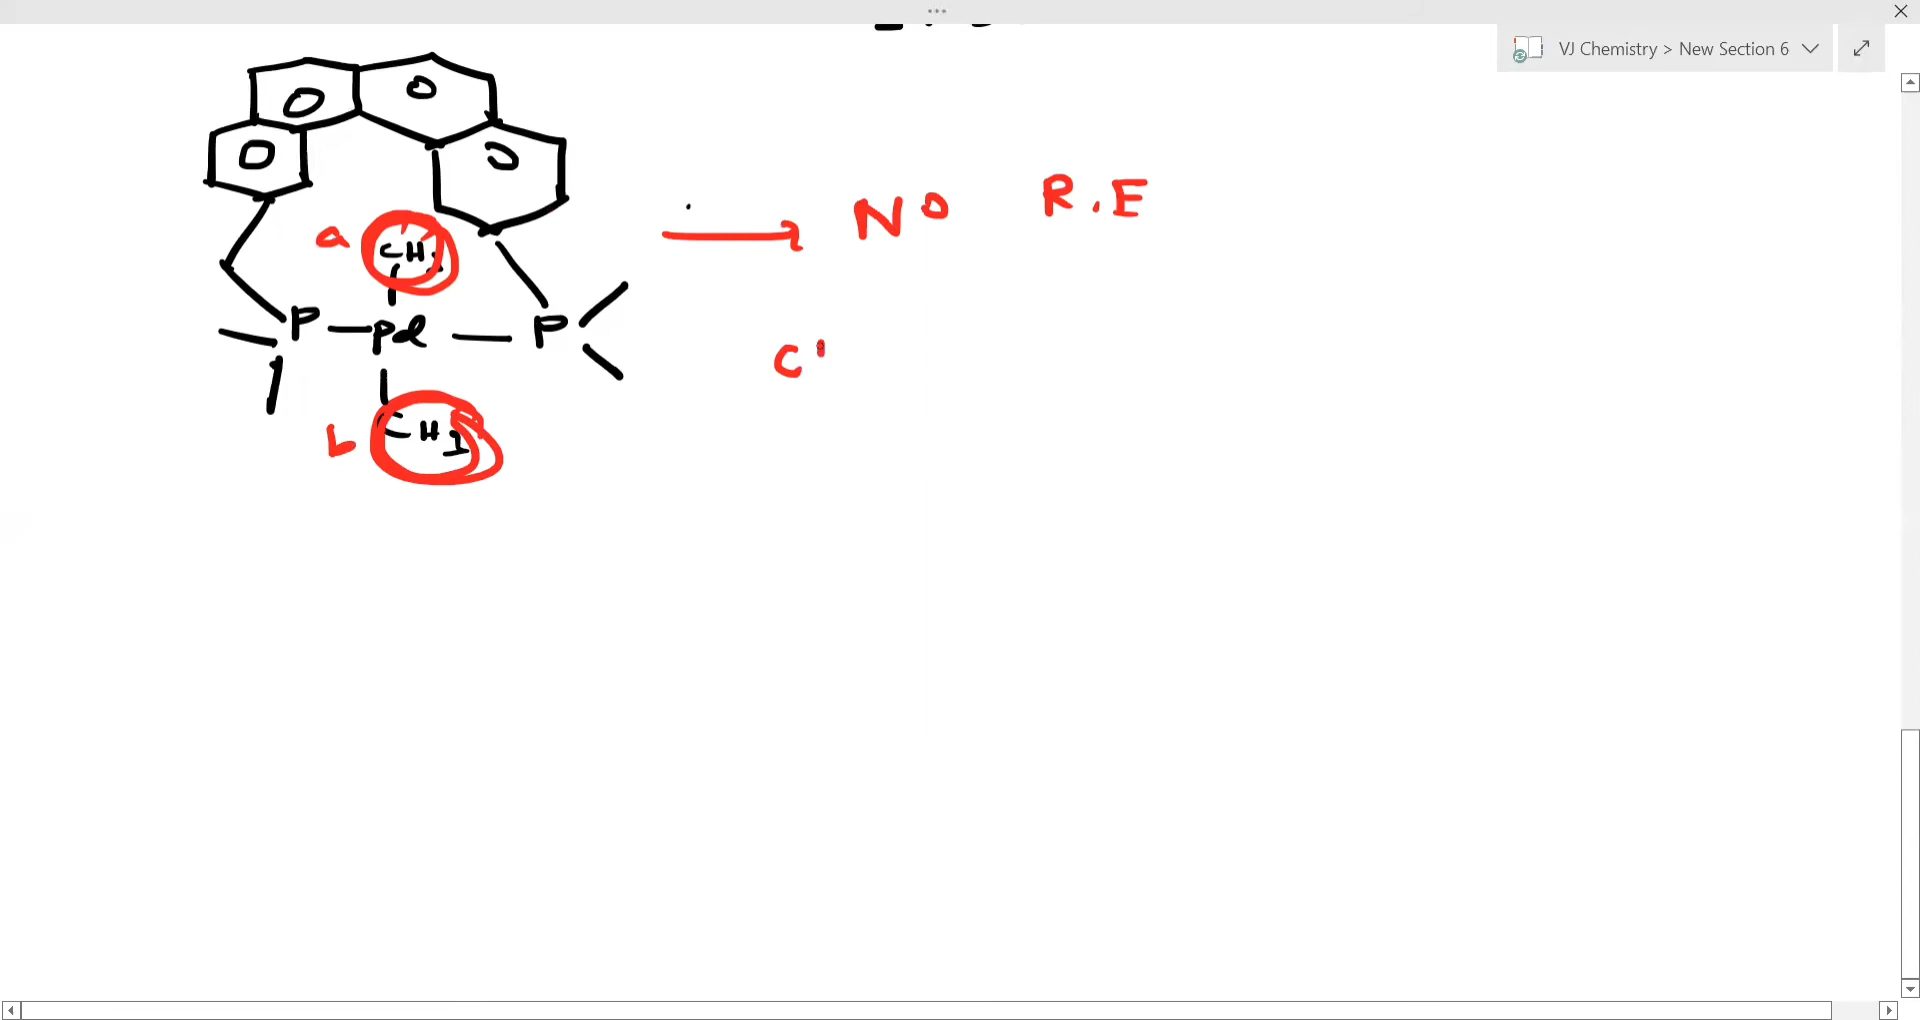 VJ Chemistry > New Section 6
O O
O O
NO R.E
a CH3
P Pd P
C
b CH3